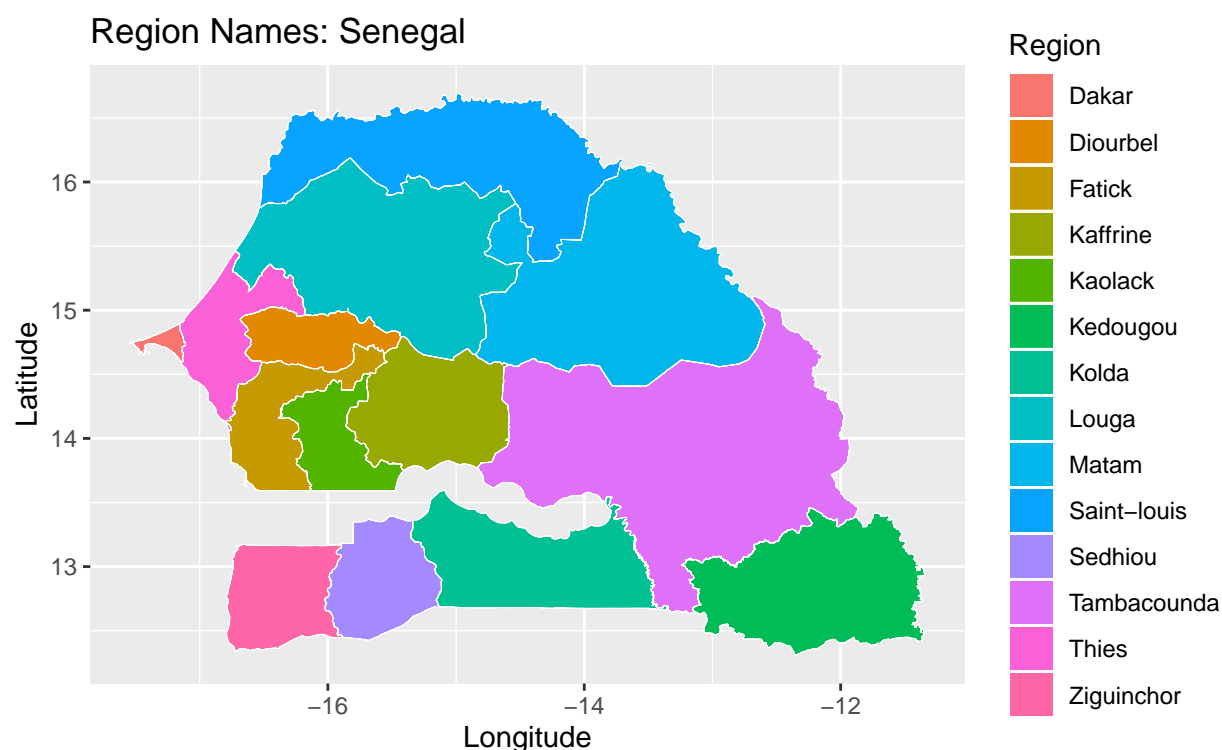 Region Names: Senegal
Region
Dakar
Diourbel
Fatick
Kaffrine
Kaolack
Kedougou
Kolda
Louga
Matam
Saint−louis
Sedhiou
Tambacounda
Thies
Ziguinchor
Latitude
16
15
14
13
−16
−14
−12
Longitude